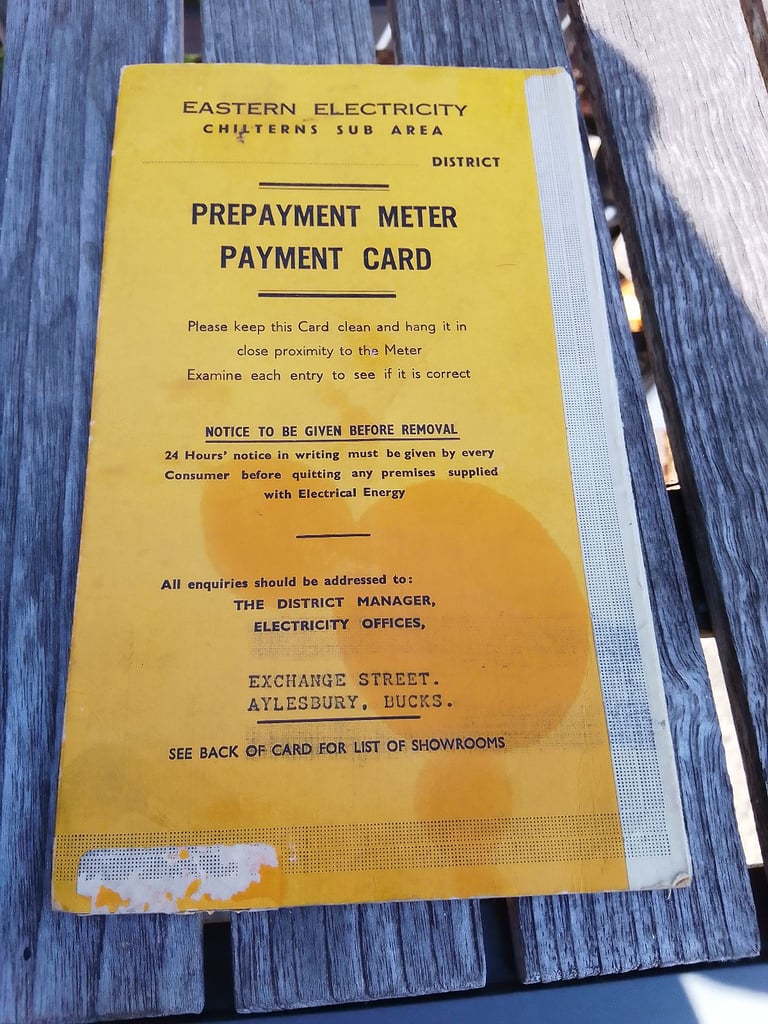 EASTERN ELECTRICITY
CHILTERNS SUB AREA
DISTRICT
PREPAYMENT METER
PAYMENT CARD
Please keep this Card clean and hang it in
close proximity to the Meter
Examine each entry to see if it is correct
NOTICE TO BE GIVEN BEFORE REMOVAL
24 Hours' notice in writing must be given by every
Consumer before quitting any premises supplied
with Electrical Energy
All enquiries should be addressed to:
THE DISTRICT MANAGER,
ELECTRICITY OFFICES,
EXCHANGE STREET.
AYLESBURY, BUCKS.
SEE BACK OF CARD FOR LIST OF SHOWROOMS